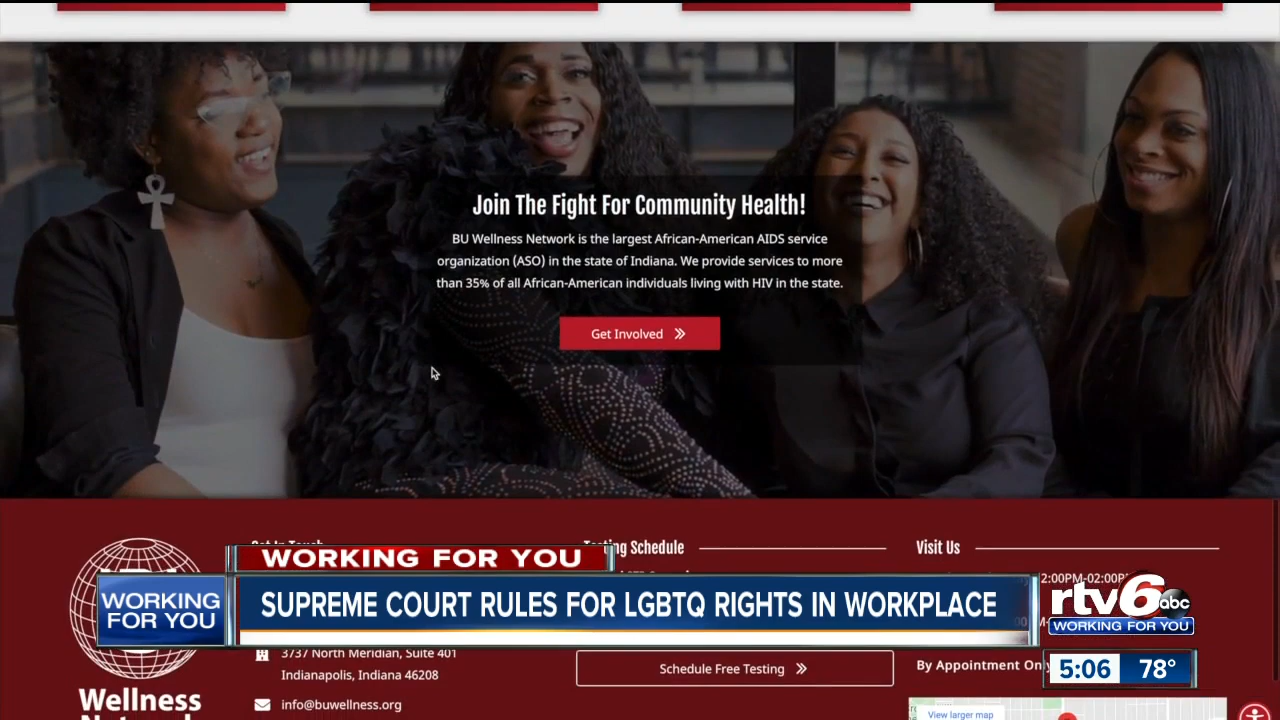 Join The Fight For Community Health!
BU Wellness Network is the largest African-American AIDS service
organization (ASO) in the state of Indiana. We provide services to more
than 35% of all African-American individuals living with HIV in the state.
Get Involved
Testing Schedule
Visit Us
WORKING FOR YOU
2:00PM-02:00P
WORKING
FOR YOU
SUPREME COURT RULES FOR LGBTQ RIGHTS IN WORKPLACE
rtv6 abc
WORKING FOR YOU
3737 North Meridian, Suite 401
Indianapolis, Indiana 46208
Schedule Free Testing
By Appointment Only
5:06 78°
Wellness
info@buwellness.org
View larger map